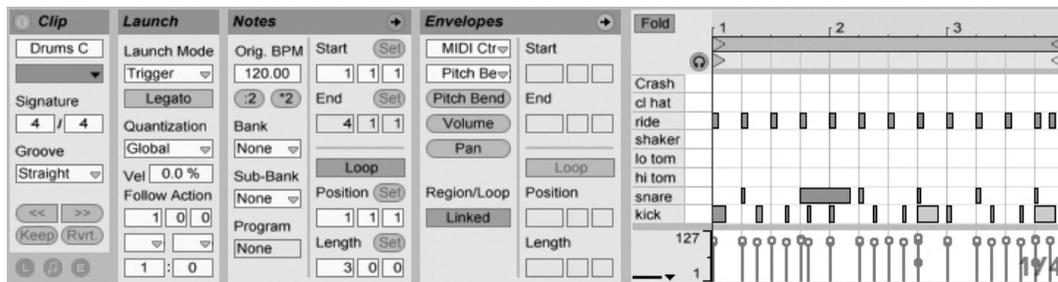 Clip
Drums C
Signature
4 / 4
Groove
Straight
<< >>
Keep Rvrt.
L E
Launch
Launch Mode
Trigger
Legato
Quantization
Global
Vel 0.0 %
Follow Action
1 0 0
1 : 0
Notes
Orig. BPM
120.00
:2 *2
Bank
None
Sub-Bank
None
Program
None
Start Set
1 1 1
End Set
4 1 1
Loop
Position Set
1 1 1
Length Set
3 0 0
Envelopes
MIDI Ctr
Pitch Be
Pitch Bend
Volume
Pan
Region/Loop
Linked
Start
End
Loop
Position
Length
Fold
1 2 3
Crash
cl hat
ride
shaker
lo tom
hi tom
snare
kick
127
1
1/4